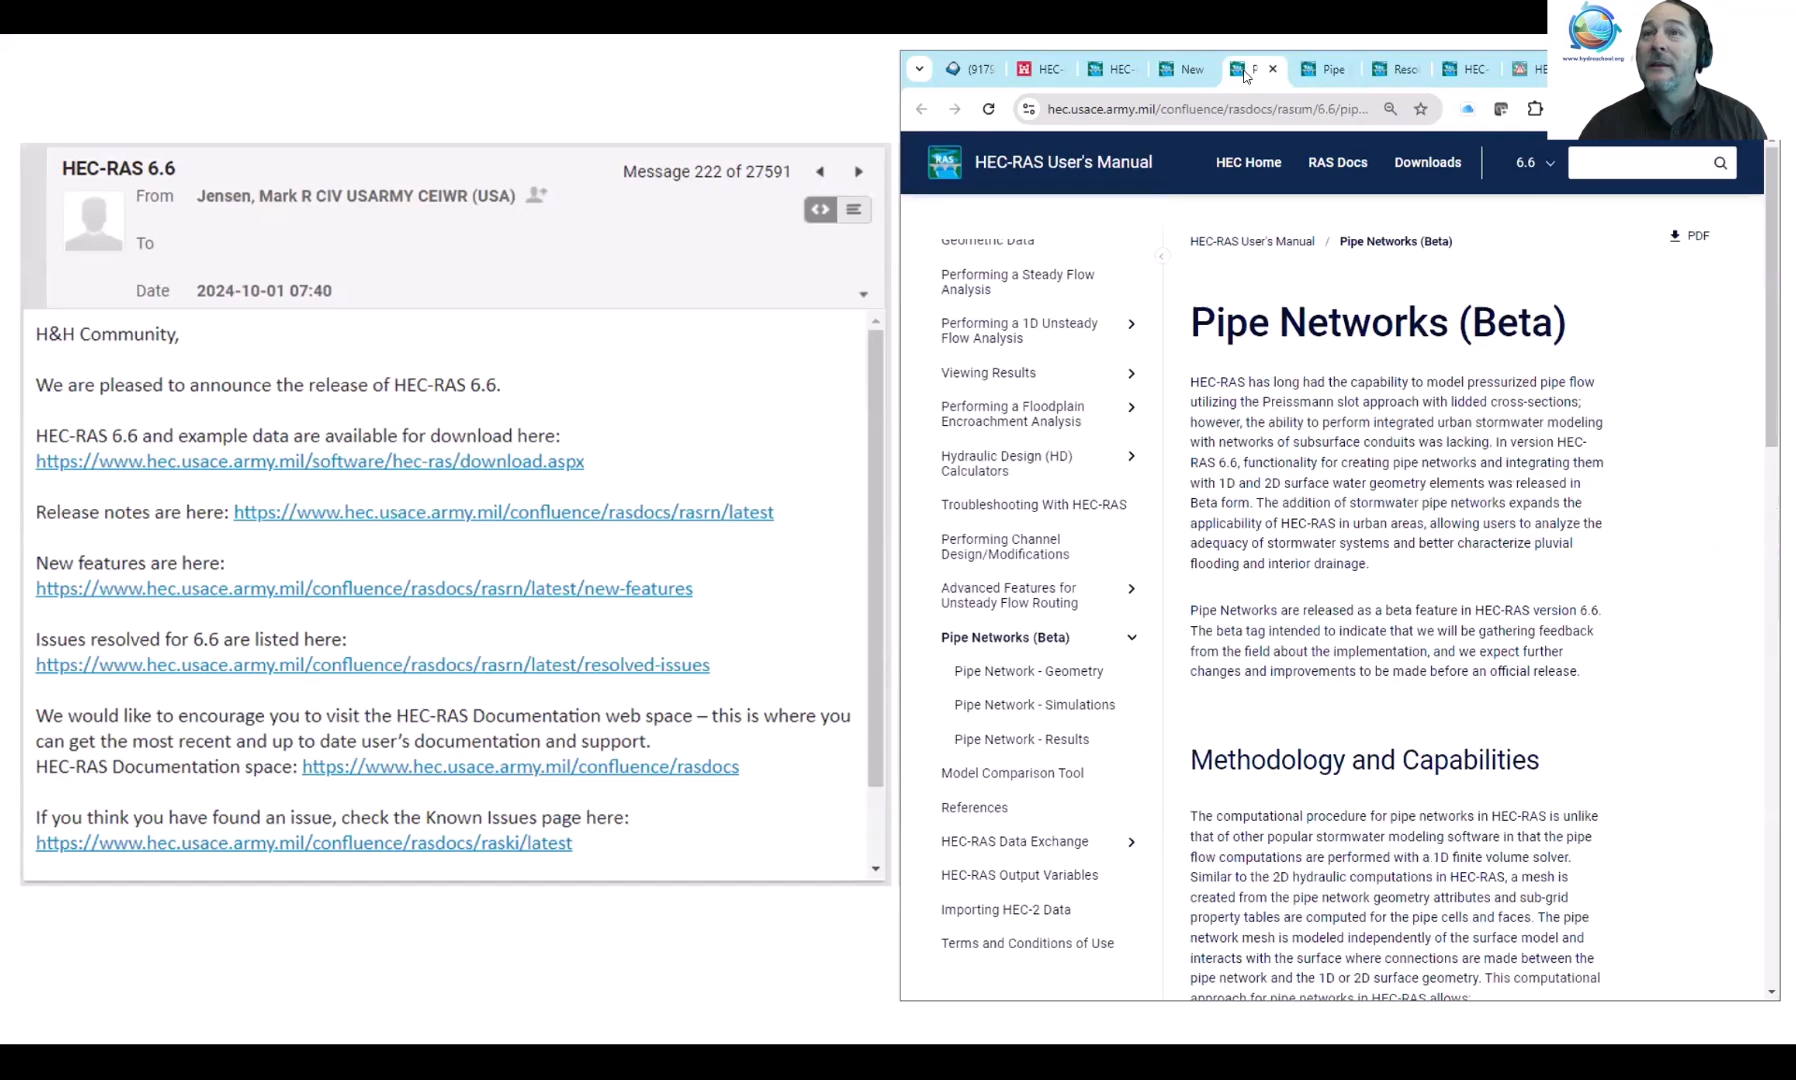 HEC-RAS 6.6
Message 222 of 27591
From Jensen, Mark R CIV USARMY CEIWR (USA)
To
Date 2024-10-01 07:40
H&H Community,
We are pleased to announce the release of HEC-RAS 6.6.
HEC-RAS 6.6 and example data are available for download here:
https://www.hec.usace.army.mil/software/hec-ras/download.aspx
Release notes are here: https://www.hec.usace.army.mil/confluence/rasdocs/rasrn/latest
New features are here:
https://www.hec.usace.army.mil/confluence/rasdocs/rasrn/latest/new-features
Issues resolved for 6.6 are listed here:
https://www.hec.usace.army.mil/confluence/rasdocs/rasrn/latest/resolved-issues
We would like to encourage you to visit the HEC-RAS Documentation web space – this is where you
can get the most recent and up to date user's documentation and support.
HEC-RAS Documentation space: https://www.hec.usace.army.mil/confluence/rasdocs
If you think you have found an issue, check the Known Issues page here:
https://www.hec.usace.army.mil/confluence/rasdocs/raski/latest
(9179 HEC- HEC- New P Pipe Reso HEC- HE
www.hydroschool.org
hec.usace.army.mil/confluence/rasdocs/rasum/6.6/pip...
RAS HEC-RAS User's Manual HEC Home RAS Docs Downloads 6.6
Geometric Data
Performing a Steady Flow
Analysis
Performing a 1D Unsteady
Flow Analysis
Viewing Results
Performing a Floodplain
Encroachment Analysis
Hydraulic Design (HD)
Calculators
Troubleshooting With HEC-RAS
Performing Channel
Design/Modifications
Advanced Features for
Unsteady Flow Routing
Pipe Networks (Beta)
Pipe Network - Geometry
Pipe Network - Simulations
Pipe Network - Results
Model Comparison Tool
References
HEC-RAS Data Exchange
HEC-RAS Output Variables
Importing HEC-2 Data
Terms and Conditions of Use
HEC-RAS User's Manual / Pipe Networks (Beta)
PDF
Pipe Networks (Beta)
HEC-RAS has long had the capability to model pressurized pipe flow
utilizing the Preissmann slot approach with lidded cross-sections;
however, the ability to perform integrated urban stormwater modeling
with networks of subsurface conduits was lacking. In version HEC-
RAS 6.6, functionality for creating pipe networks and integrating them
with 1D and 2D surface water geometry elements was released in
Beta form. The addition of stormwater pipe networks expands the
applicability of HEC-RAS in urban areas, allowing users to analyze the
adequacy of stormwater systems and better characterize pluvial
flooding and interior drainage.
Pipe Networks are released as a beta feature in HEC-RAS version 6.6.
The beta tag intended to indicate that we will be gathering feedback
from the field about the implementation, and we expect further
changes and improvements to be made before an official release.
Methodology and Capabilities
The computational procedure for pipe networks in HEC-RAS is unlike
that of other popular stormwater modeling software in that the pipe
flow computations are performed with a 1D finite volume solver.
Similar to the 2D hydraulic computations in HEC-RAS, a mesh is
created from the pipe network geometry attributes and sub-grid
property tables are computed for the pipe cells and faces. The pipe
network mesh is modeled independently of the surface model and
interacts with the surface where connections are made between the
pipe network and the 1D or 2D surface geometry. This computational
approach for pipe networks in HEC-RAS allows: